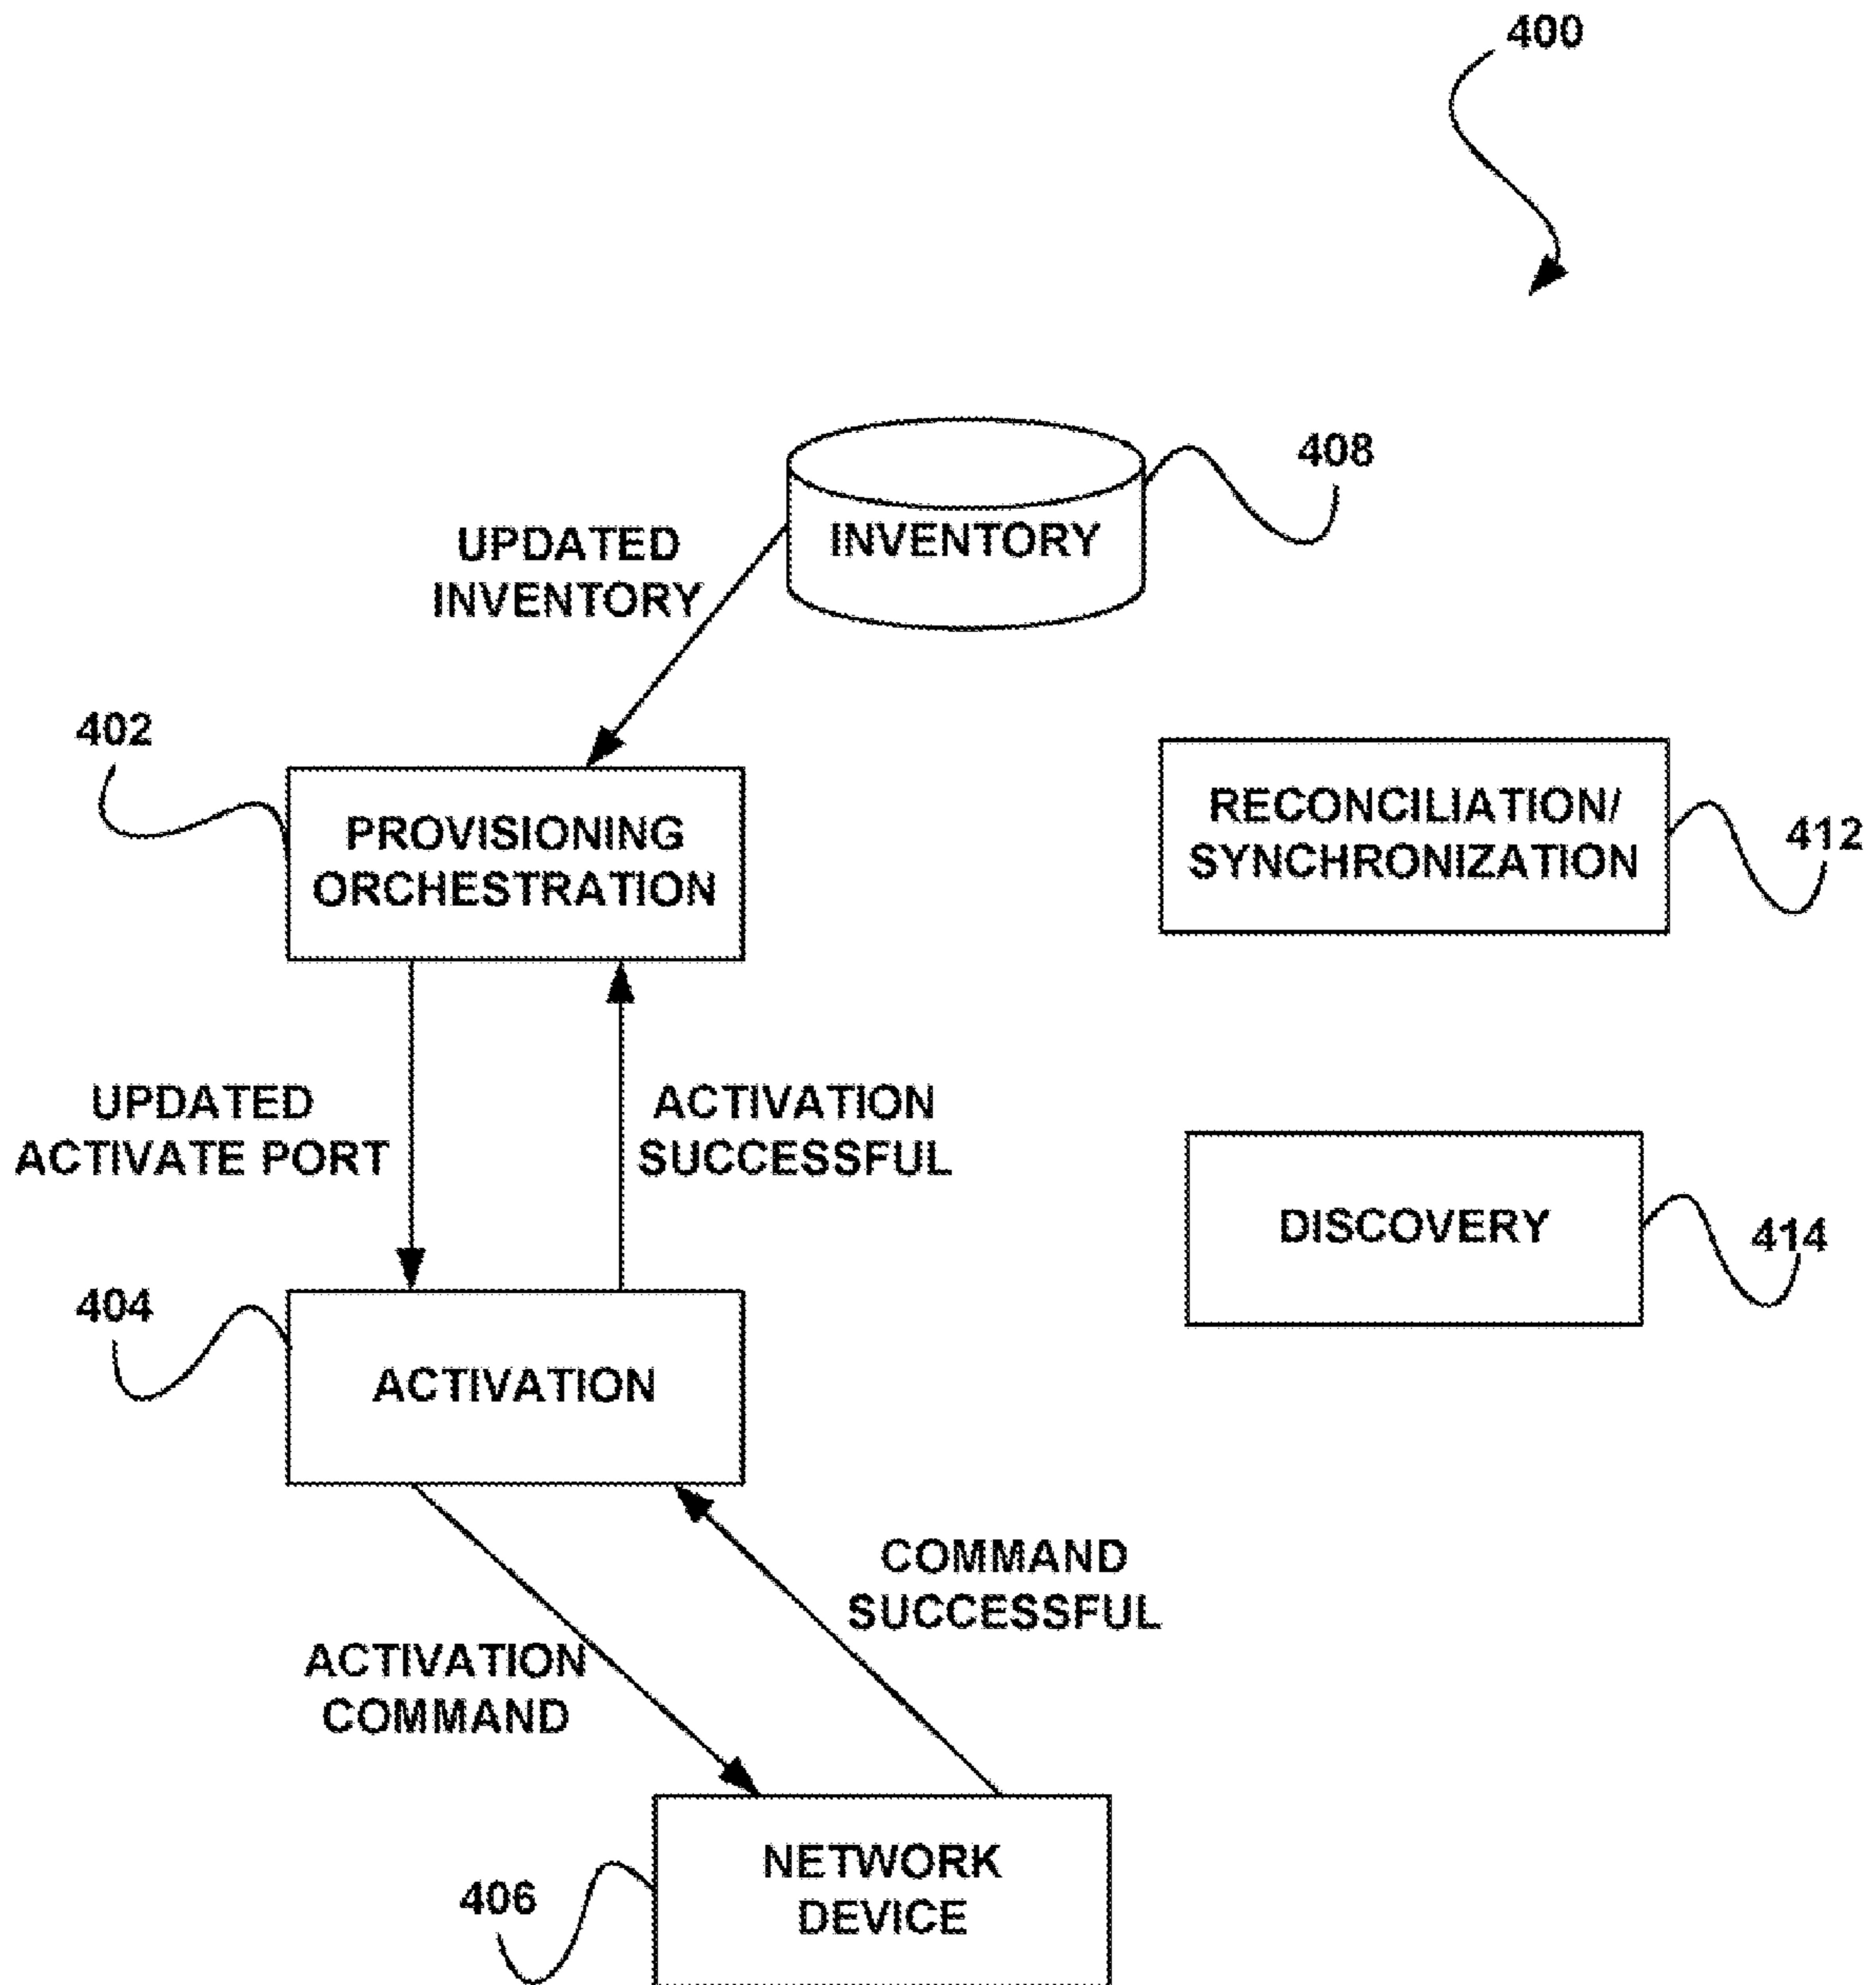 400
408
INVENTORY
UPDATED
INVENTORY
402
PROVISIONING
ORCHESTRATION
RECONCILIATION/
SYNCHRONIZATION
412
UPDATED
ACTIVATE PORT
ACTIVATION
SUCCESSFUL
DISCOVERY
414
404
ACTIVATION
COMMAND
SUCCESSFUL
ACTIVATION
COMMAND
NETWORK
DEVICE
406